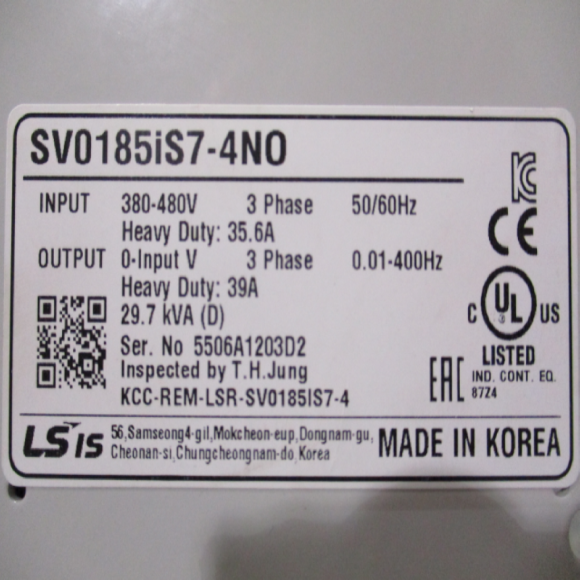 SV0185iS7-4NO
INPUT 380-480V 3 Phase 50/60Hz
Heavy Duty: 35.6A
OUTPUT 0-Input V 3 Phase 0.01-400Hz
Heavy Duty: 39A
29.7 kVA (D)
Ser. No 5506A1203D2
Inspected by T.H.Jung
KCC-REM-LSR-SV0185IS7-4
KC
CE
C UL US
LISTED
IND. CONT. EQ.
87Z4
EAC
LSIS
56,Samseong4-gil,Mokcheon-eup,Dongnam-gu,
Cheonan-si,Chungcheongnam-do,Korea
MADE IN KOREA